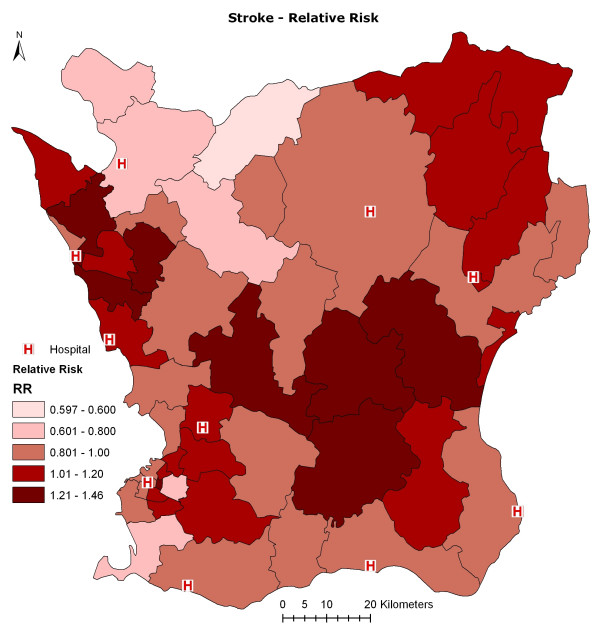 Stroke - Relative Risk
N
H
H
H
H
H
H
H
H
H
H
H Hospital
Relative Risk
RR
0.597 - 0.600
0.601 - 0.800
0.801 - 1.00
1.01 - 1.20
1.21 - 1.46
0 5 10 20 Kilometers